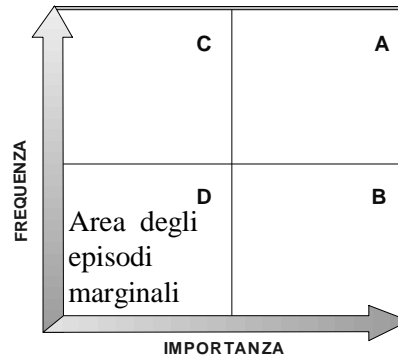 C
A
FREQUENZA
D
B
Area degli
episodi
marginali
IMPORTANZA